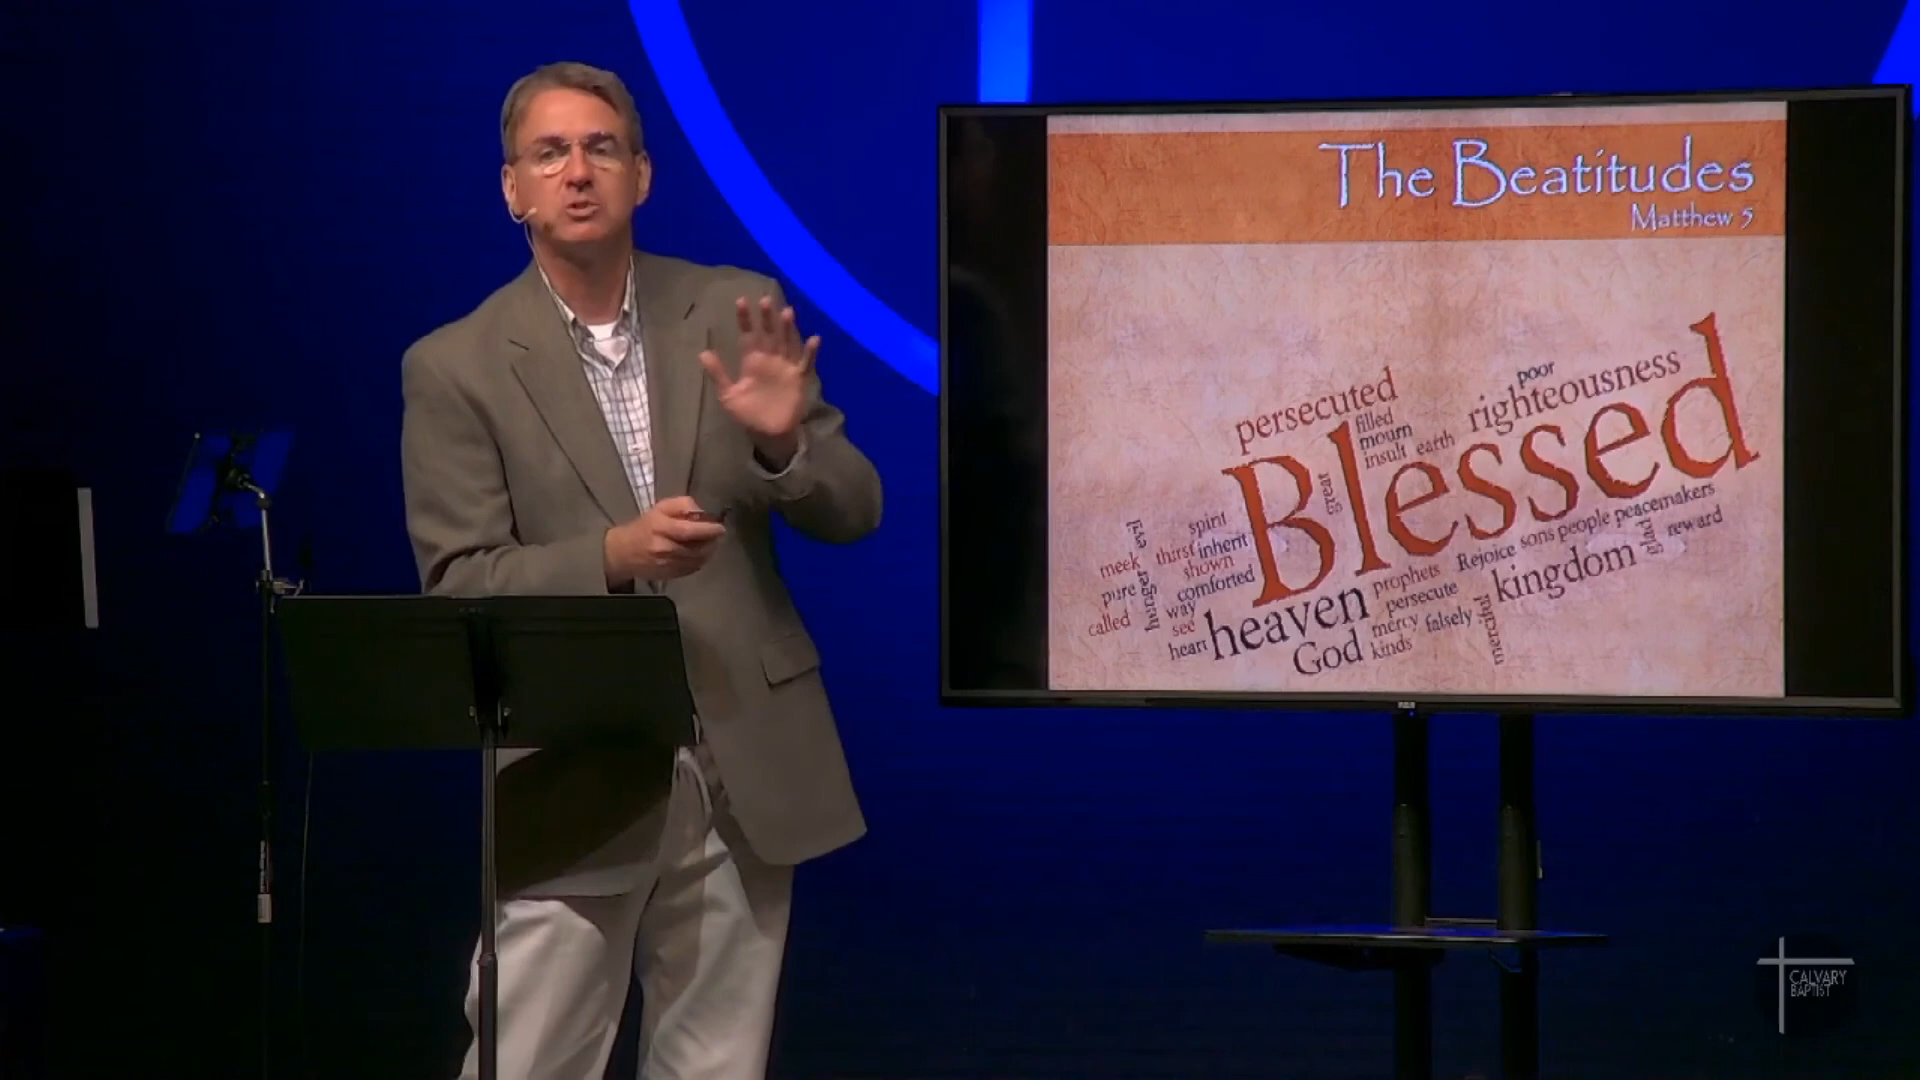 The Beatitudes
Matthew 5
poor
persecuted
righteousness
filled
mourn
earth
insult
Blessed
great
evil
spirit
meek
thirst
inherit
shown
pure
hunger
comforted
way
called
see
heart
heaven
God
prophets
persecute
mercy
falsely
kinds
merciful
Rejoice
sons
people
peacemakers
kingdom
glad
reward
CALVARY
BAPTIST